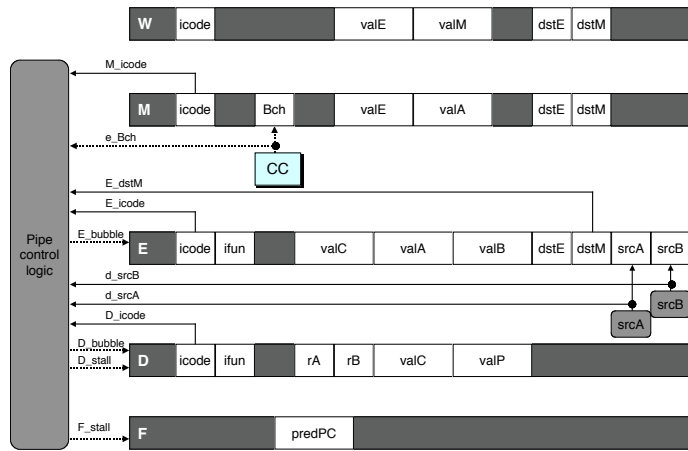 W icode valE valM dstE dstM
M_icode
M icode Bch valE valA dstE dstM
e_Bch
CC
E_dstM
E_icode
Pipe
control
logic
E_bubble
E icode ifun valC valA valB dstE dstM srcA srcB
d_srcB
d_srcA
srcB
srcA
D_icode
D_bubble
D_stall
D icode ifun rA rB valC valP
F_stall
F predPC